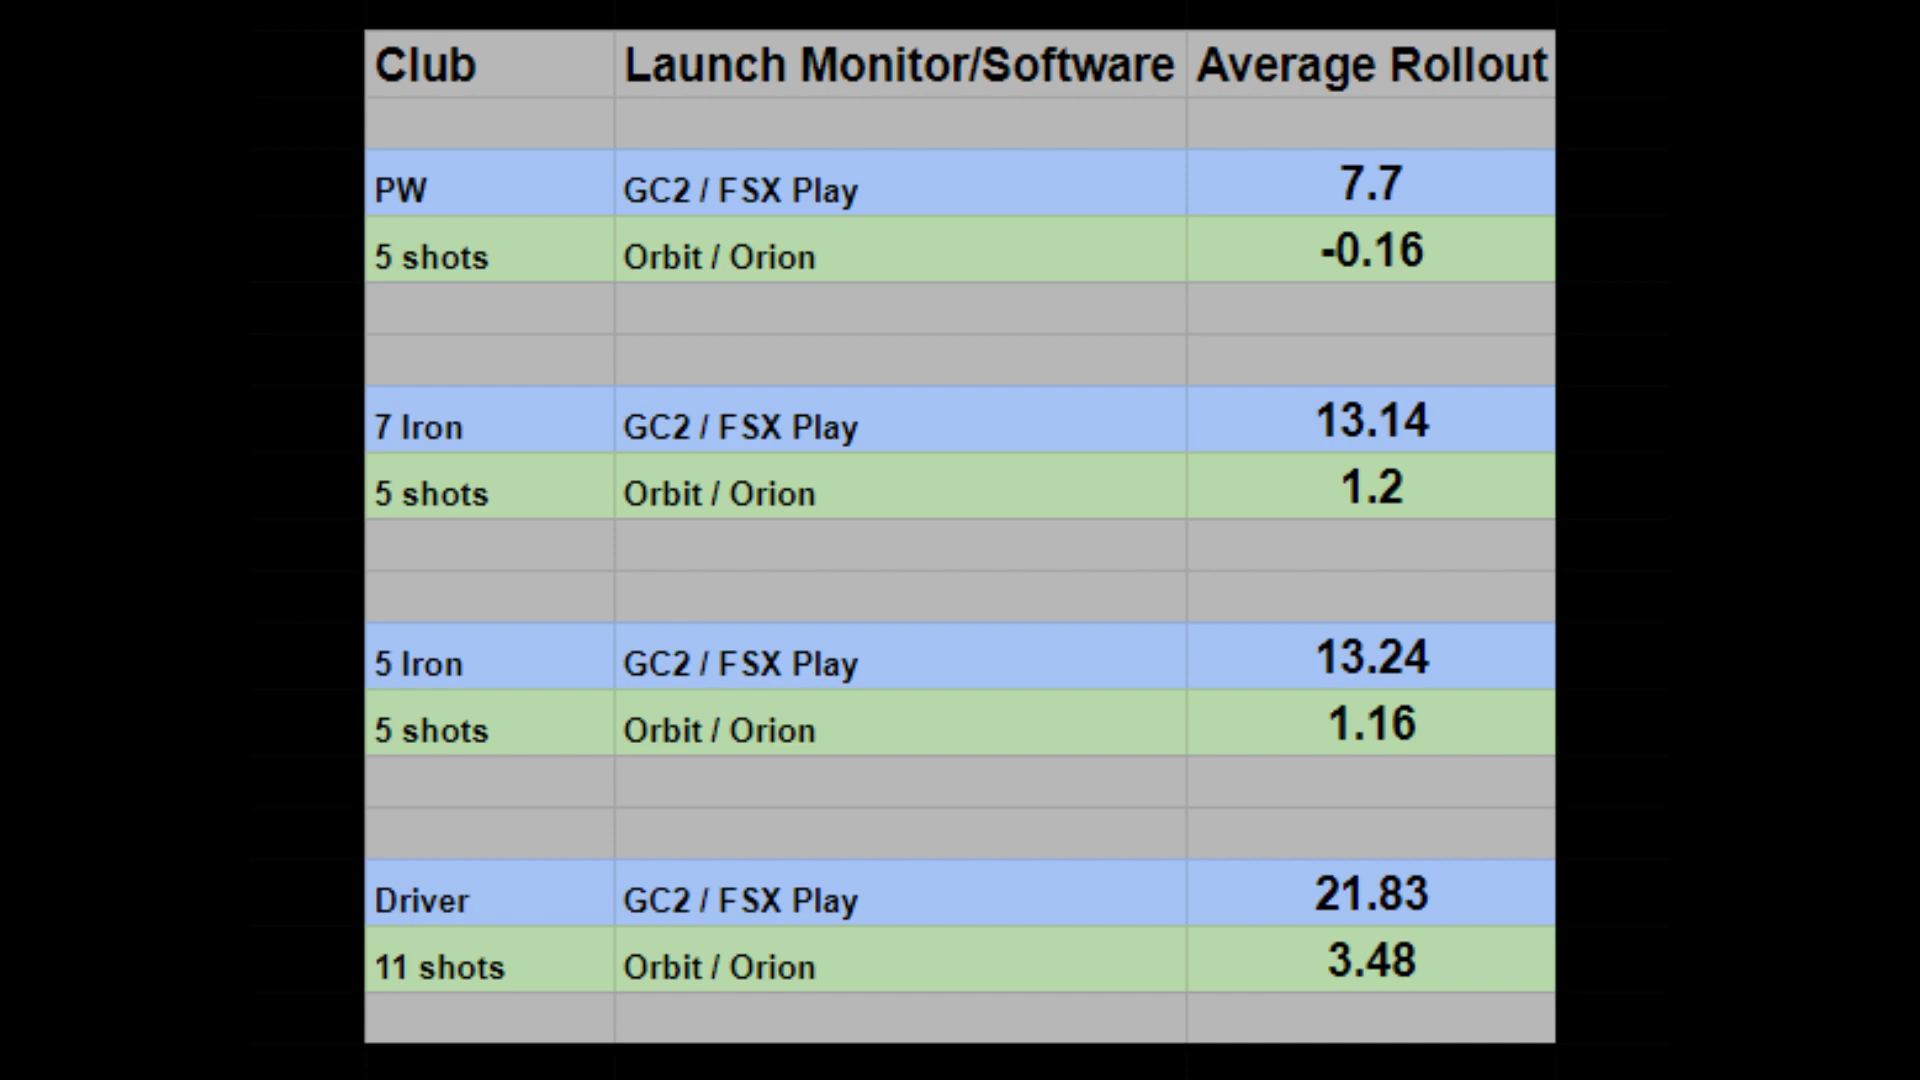 Club Launch Monitor/Software Average Rollout
PW GC2 / FSX Play 7.7
5 shots Orbit / Orion -0.16
7 Iron GC2 / FSX Play 13.14
5 shots Orbit / Orion 1.2
5 Iron GC2 / FSX Play 13.24
5 shots Orbit / Orion 1.16
Driver GC2 / FSX Play 21.83
11 shots Orbit / Orion 3.48